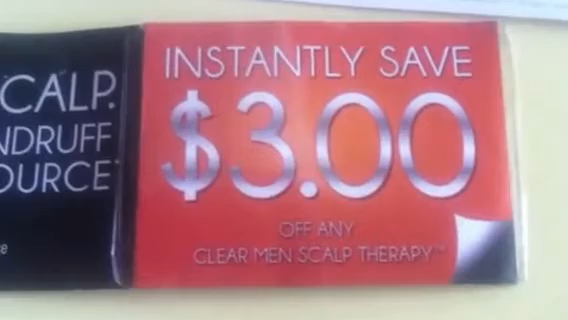 CALP.
NDRUFF
OURCE
INSTANTLY SAVE
$3.00
OFF ANY
CLEAR MEN SCALP THERAPY™